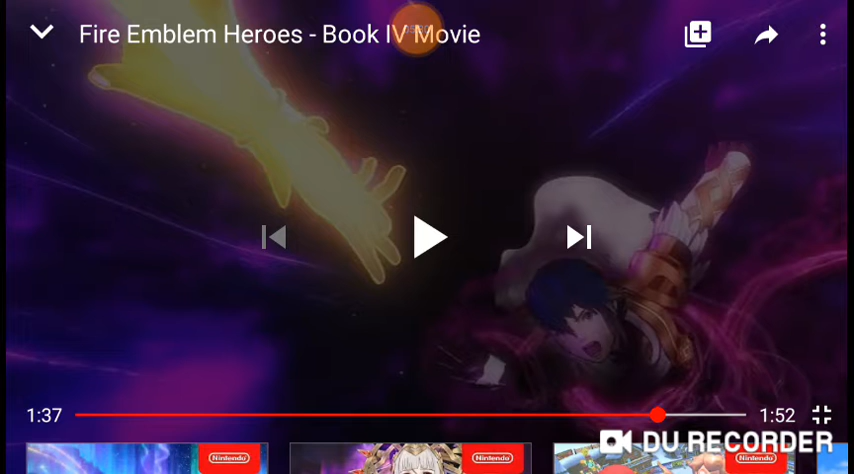 Fire Emblem Heroes - Book IV Movie
1:37
1:52
Nintendo
Nintendo
Nintendo
DU RECORDER